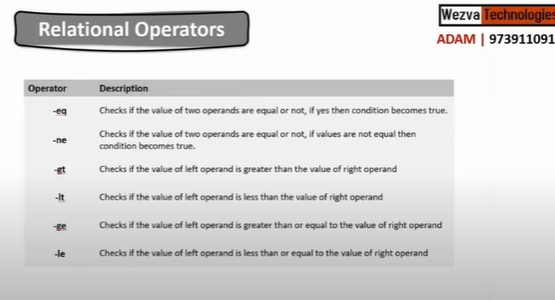 Relational Operators
Wezva Technologies
ADAM | 973911091
Operator Description
-eq Checks if the value of two operands are equal or not, if yes then condition becomes true.
-ne Checks if the value of two operands are equal or not, if values are not equal then
condition becomes true.
-gt Checks if the value of left operand is greater than the value of right operand
-lt Checks if the value of left operand is less than the value of right operand
-ge Checks if the value of left operand is greater than or equal to the value of right operand
-le Checks if the value of left operand is less than or equal to the value of right operand